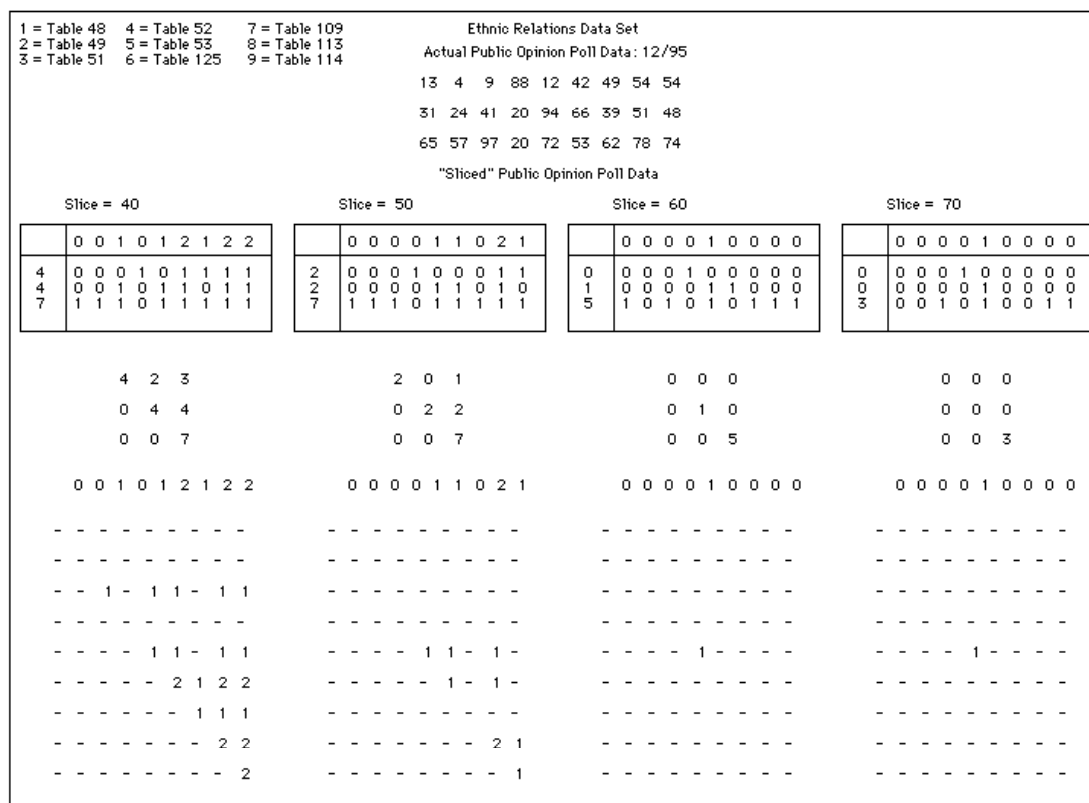 1 = Table 48 4 = Table 52 7 = Table 109
2 = Table 49 5 = Table 53 8 = Table 113
3 = Table 51 6 = Table 125 9 = Table 114
Ethnic Relations Data Set
Actual Public Opinion Poll Data: 12/95
13 4 9 88 12 42 49 54 54
31 24 41 20 94 66 39 51 48
65 57 97 20 72 53 62 78 74
"Sliced" Public Opinion Poll Data
Slice = 40
0 0 1 0 1 2 1 2 2
4 0 0 0 1 0 1 1 1 1
4 0 0 1 0 1 1 0 1 1
7 1 1 1 0 1 1 1 1 1
4 2 3
0 4 4
0 0 7
0 0 1 0 1 2 1 2 2
- - - - - - - - -
- - - - - - - - -
- - 1 - 1 1 - 1 1
- - - - - - - - -
- - - - 1 1 - 1 1
- - - - - 2 1 2 2
- - - - - - 1 1 1
- - - - - - - 2 2
- - - - - - - - 2
Slice = 50
0 0 0 0 1 1 0 2 1
2 0 0 0 1 0 0 0 1 1
2 0 0 0 0 1 1 0 1 0
7 1 1 1 0 1 1 1 1 1
2 0 1
0 2 2
0 0 7
0 0 0 0 1 1 0 2 1
- - - - - - - - -
- - - - - - - - -
- - - - - - - - -
- - - - - - - - -
- - - - 1 1 - 1 -
- - - - - 1 - 1 -
- - - - - - - - -
- - - - - - - 2 1
- - - - - - - - 1
Slice = 60
0 0 0 0 1 0 0 0 0
0 0 0 0 1 0 0 0 0 0
1 0 0 0 0 1 1 0 0 0
5 1 0 1 0 1 0 1 1 1
0 0 0
0 1 0
0 0 5
0 0 0 0 1 0 0 0 0
- - - - - - - - -
- - - - - - - - -
- - - - - - - - -
- - - - - - - - -
- - - - 1 - - - -
- - - - - - - - -
- - - - - - - - -
- - - - - - - - -
- - - - - - - - -
Slice = 70
0 0 0 0 1 0 0 0 0
0 0 0 0 1 0 0 0 0 0
0 0 0 0 0 1 0 0 0 0
3 0 0 1 0 1 0 0 1 1
0 0 0
0 0 0
0 0 3
0 0 0 0 1 0 0 0 0
- - - - - - - - -
- - - - - - - - -
- - - - - - - - -
- - - - - - - - -
- - - - 1 - - - -
- - - - - - - - -
- - - - - - - - -
- - - - - - - - -
- - - - - - - - -